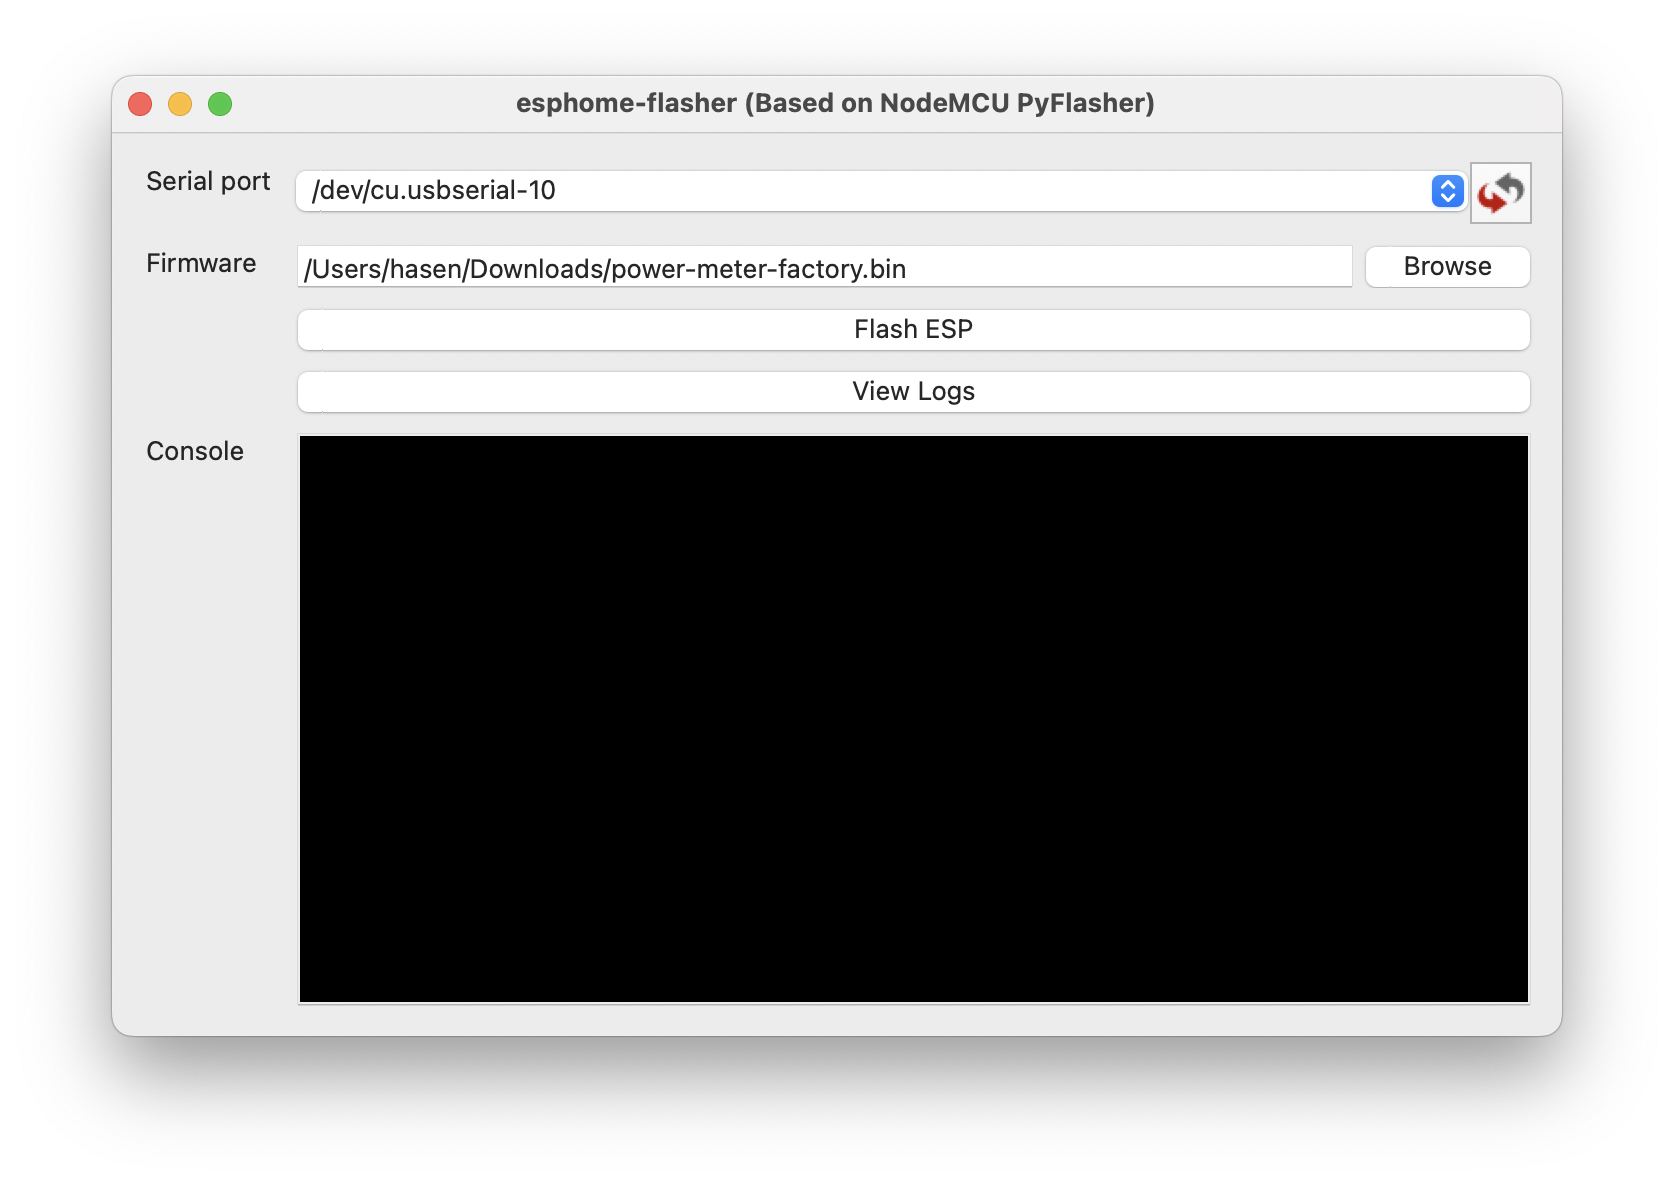 esphome-flasher (Based on NodeMCU PyFlasher)
Serial port
/dev/cu.usbserial-10
Firmware
/Users/hasen/Downloads/power-meter-factory.bin
Browse
Flash ESP
View Logs
Console